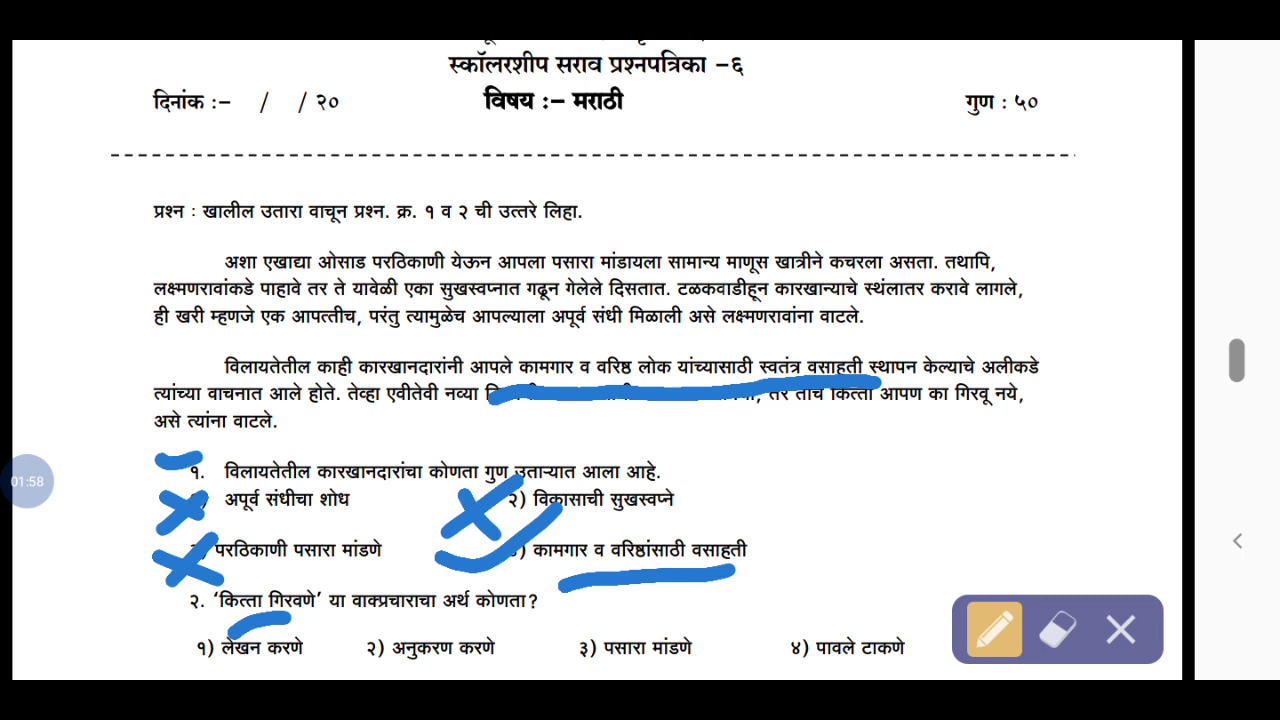 स्कॉलरशीप सराव प्रश्नपत्रिका –६
दिनांक :– / / २० विषय :– मराठी गुण : ५०
प्रश्न : खालील उतारा वाचून प्रश्न. क्र. १ व २ ची उत्तरे लिहा.
अशा एखाद्या ओसाड परठिकाणी येऊन आपला पसारा मांडायला सामान्य माणूस खात्रीने कचरला असता. तथापि,
लक्ष्मणरावांकडे पाहावे तर ते यावेळी एका सुखस्वप्नात गढून गेलेले दिसतात. टळकवाडीहून कारखान्याचे स्थंलातर करावे लागले,
ही खरी म्हणजे एक आपत्तीच, परंतु त्यामुळेच आपल्याला अपूर्व संधी मिळाली असे लक्ष्मणरावांना वाटले.
विलायतेतील काही कारखानदारांनी आपले कामगार व वरिष्ठ लोक यांच्यासाठी स्वतंत्र वसाहती स्थापन केल्याचे अलीकडे
त्यांच्या वाचनात आले होते. तेव्हा एवीतेवी नव्या तर तोच कित्ता आपण का गिरवू नये,
असे त्यांना वाटले.
१. विलायतेतील कारखानदारांचा कोणता गुण उताऱ्यात आला आहे.
अपूर्व संधीचा शोध २) विकासाची सुखस्वप्ने
परठिकाणी पसारा मांडणे कामगार व वरिष्ठांसाठी वसाहती
२. ‘कित्ता गिरवणे’ या वाक्प्रचाराचा अर्थ कोणता?
१) लेखन करणे २) अनुकरण करणे ३) पसारा मांडणे ४) पावले टाकणे
01:58